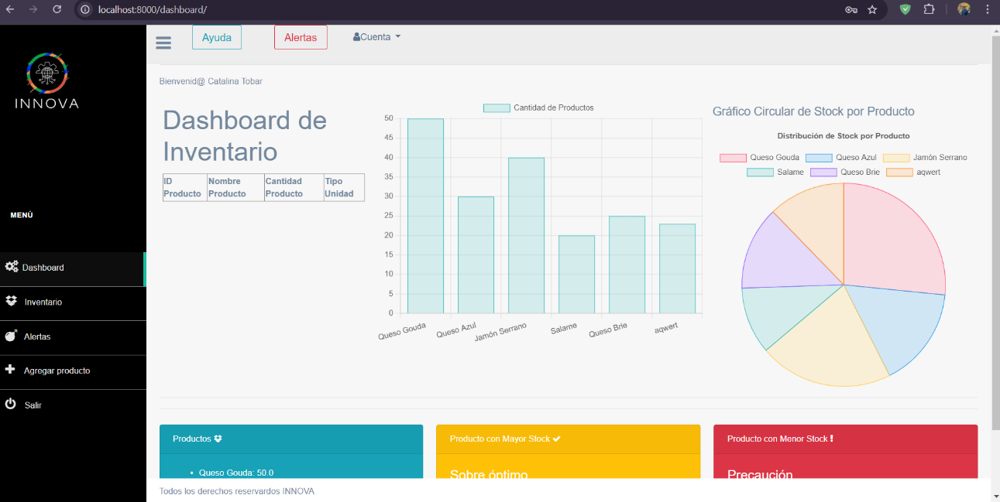 localhost:8000/dashboard/
INNOVA
MENÚ
Dashboard
Inventario
Alertas
Agregar producto
Salir
Ayuda
Alertas
Cuenta
Bienvenid@ Catalina Tobar
Dashboard de
Inventario
ID Nombre Cantidad Tipo
Producto Producto Producto Unidad
Cantidad de Productos
50
45
40
35
30
25
20
15
10
5
0
Queso Gouda Queso Azul Jamón Serrano Salame Queso Brie aqwert
Gráfico Circular de Stock por Producto
Distribución de Stock por Producto
Queso Gouda Queso Azul Jamón Serrano
Salame Queso Brie aqwert
Productos
Queso Gouda: 50.0
Producto con Mayor Stock
Sobre óptimo
Producto con Menor Stock
Precaución
Todos los derechos reservardos INNOVA